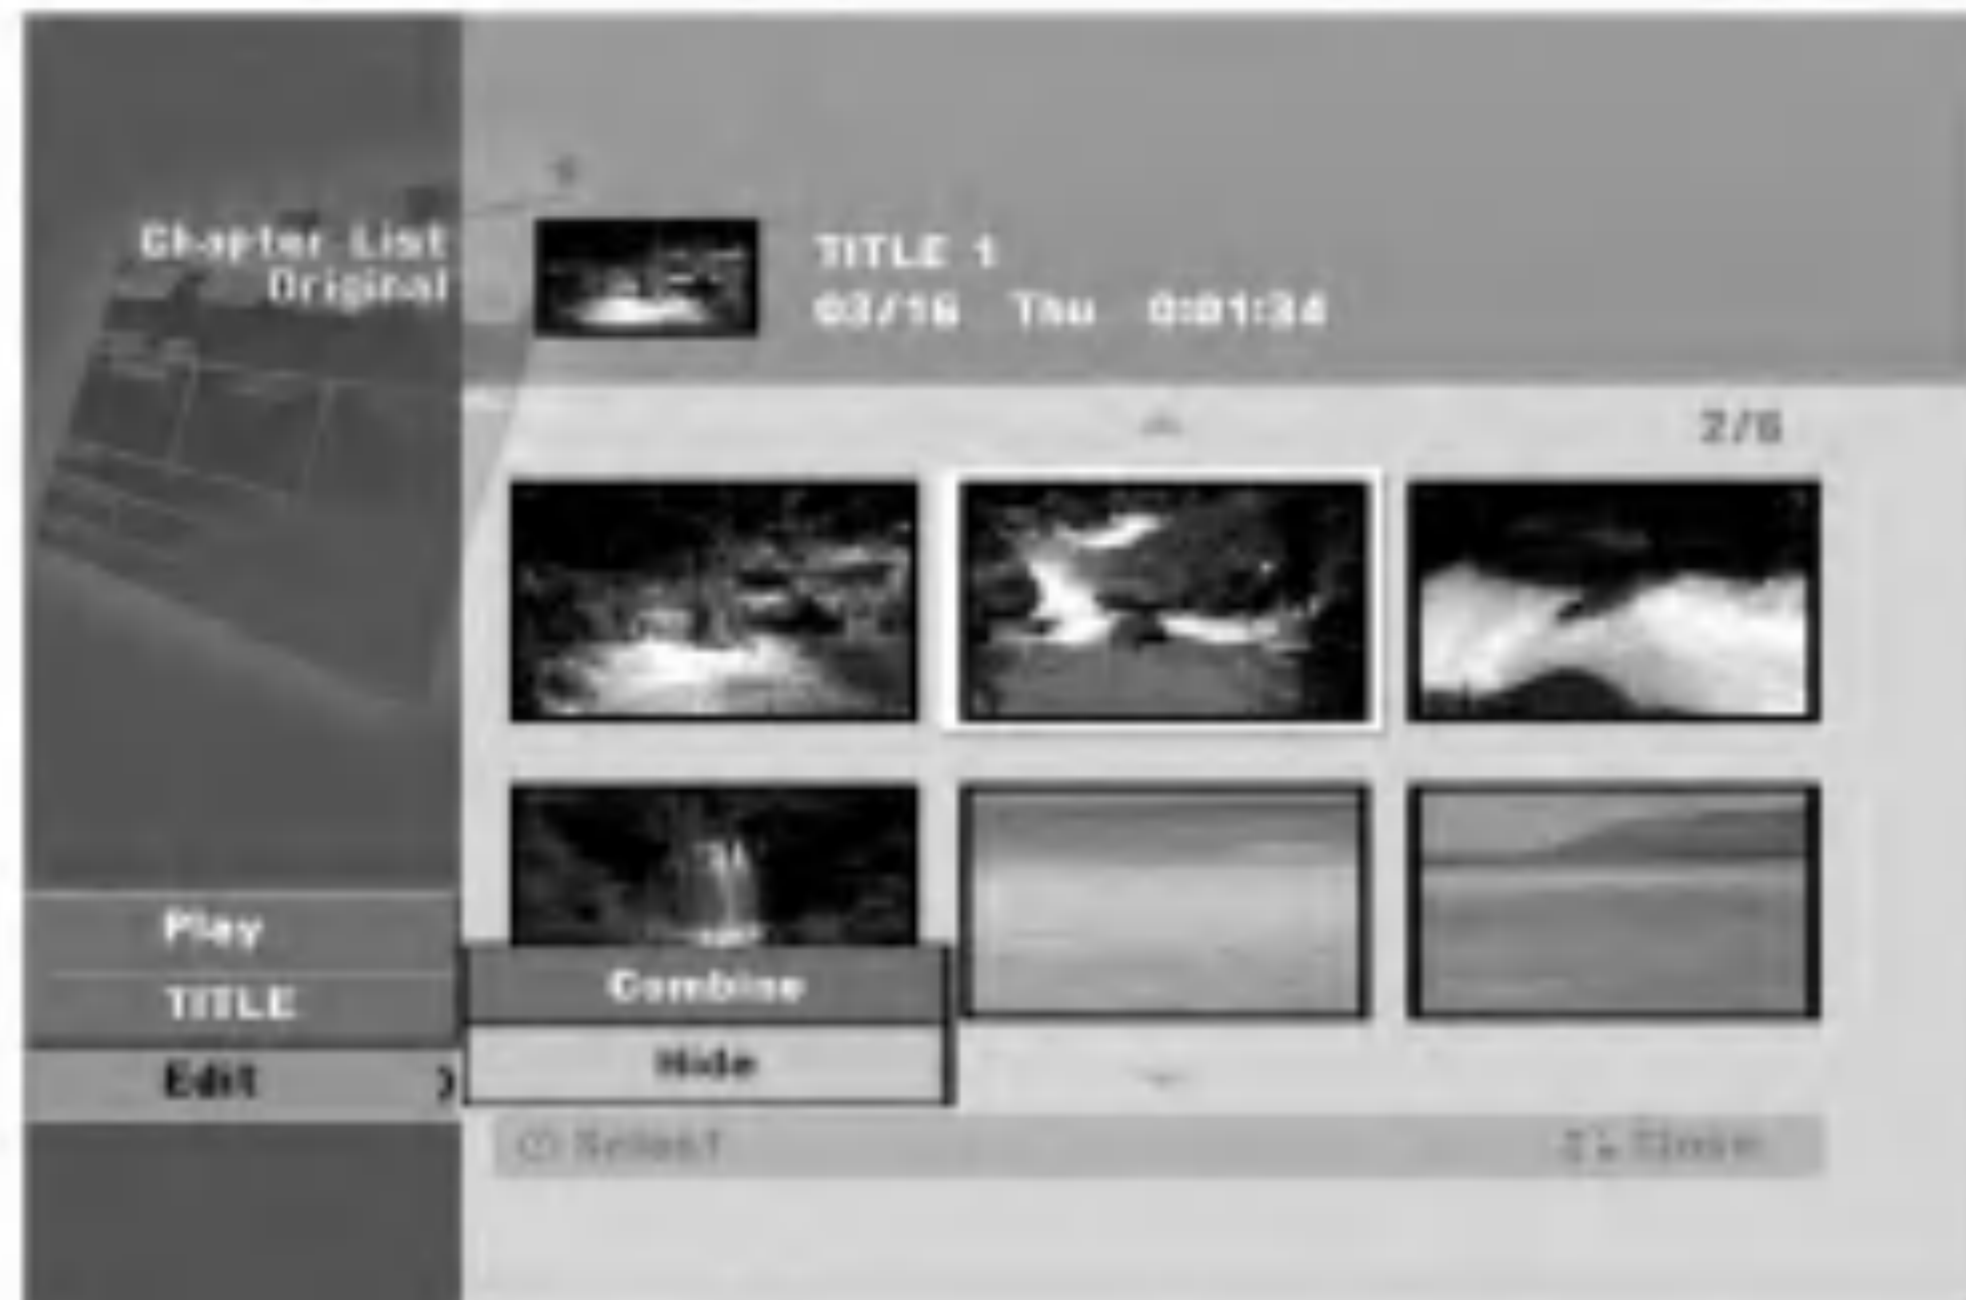 Chapter List
Original
TITLE 1
03/16 Thu 0:01:34
2/6
Play
TITLE
Edit
Combine
Hide
Select
Close